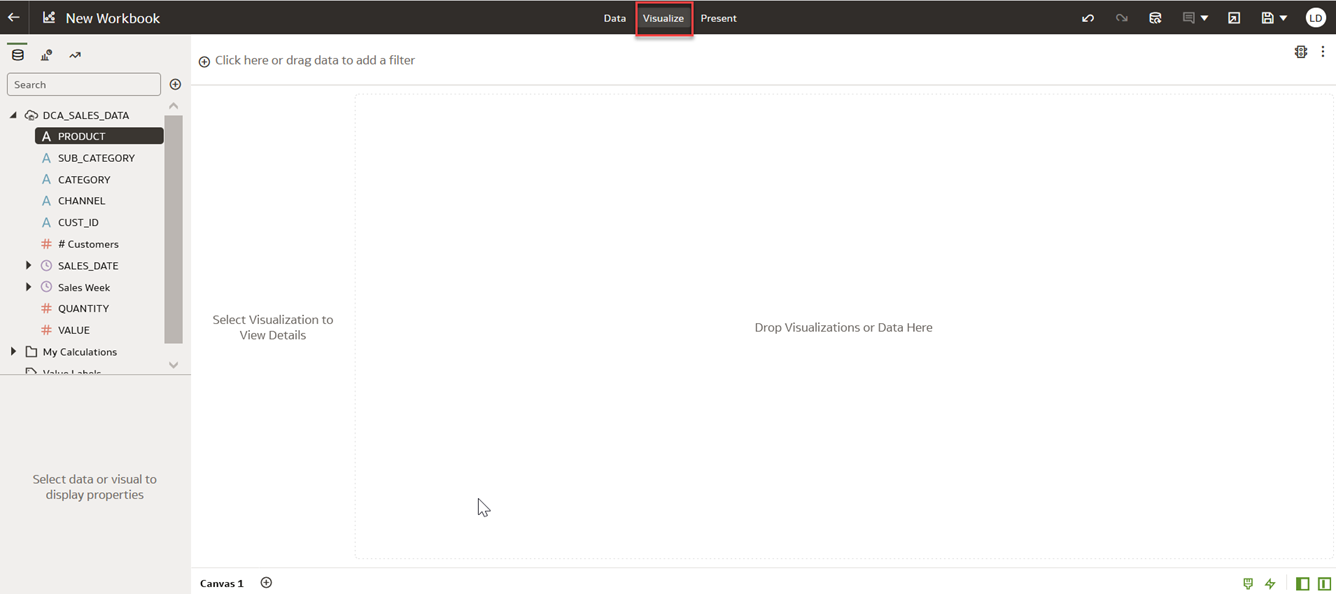 New Workbook
Data
Visualize
Present
LD
Search
Click here or drag data to add a filter
DCA_SALES_DATA
A PRODUCT
A SUB_CATEGORY
A CATEGORY
A CHANNEL
A CUST_ID
# # Customers
SALES_DATE
Sales Week
# QUANTITY
# VALUE
My Calculations
Value Labels
Select data or visual to
display properties
Select Visualization to
View Details
Drop Visualizations or Data Here
Canvas 1